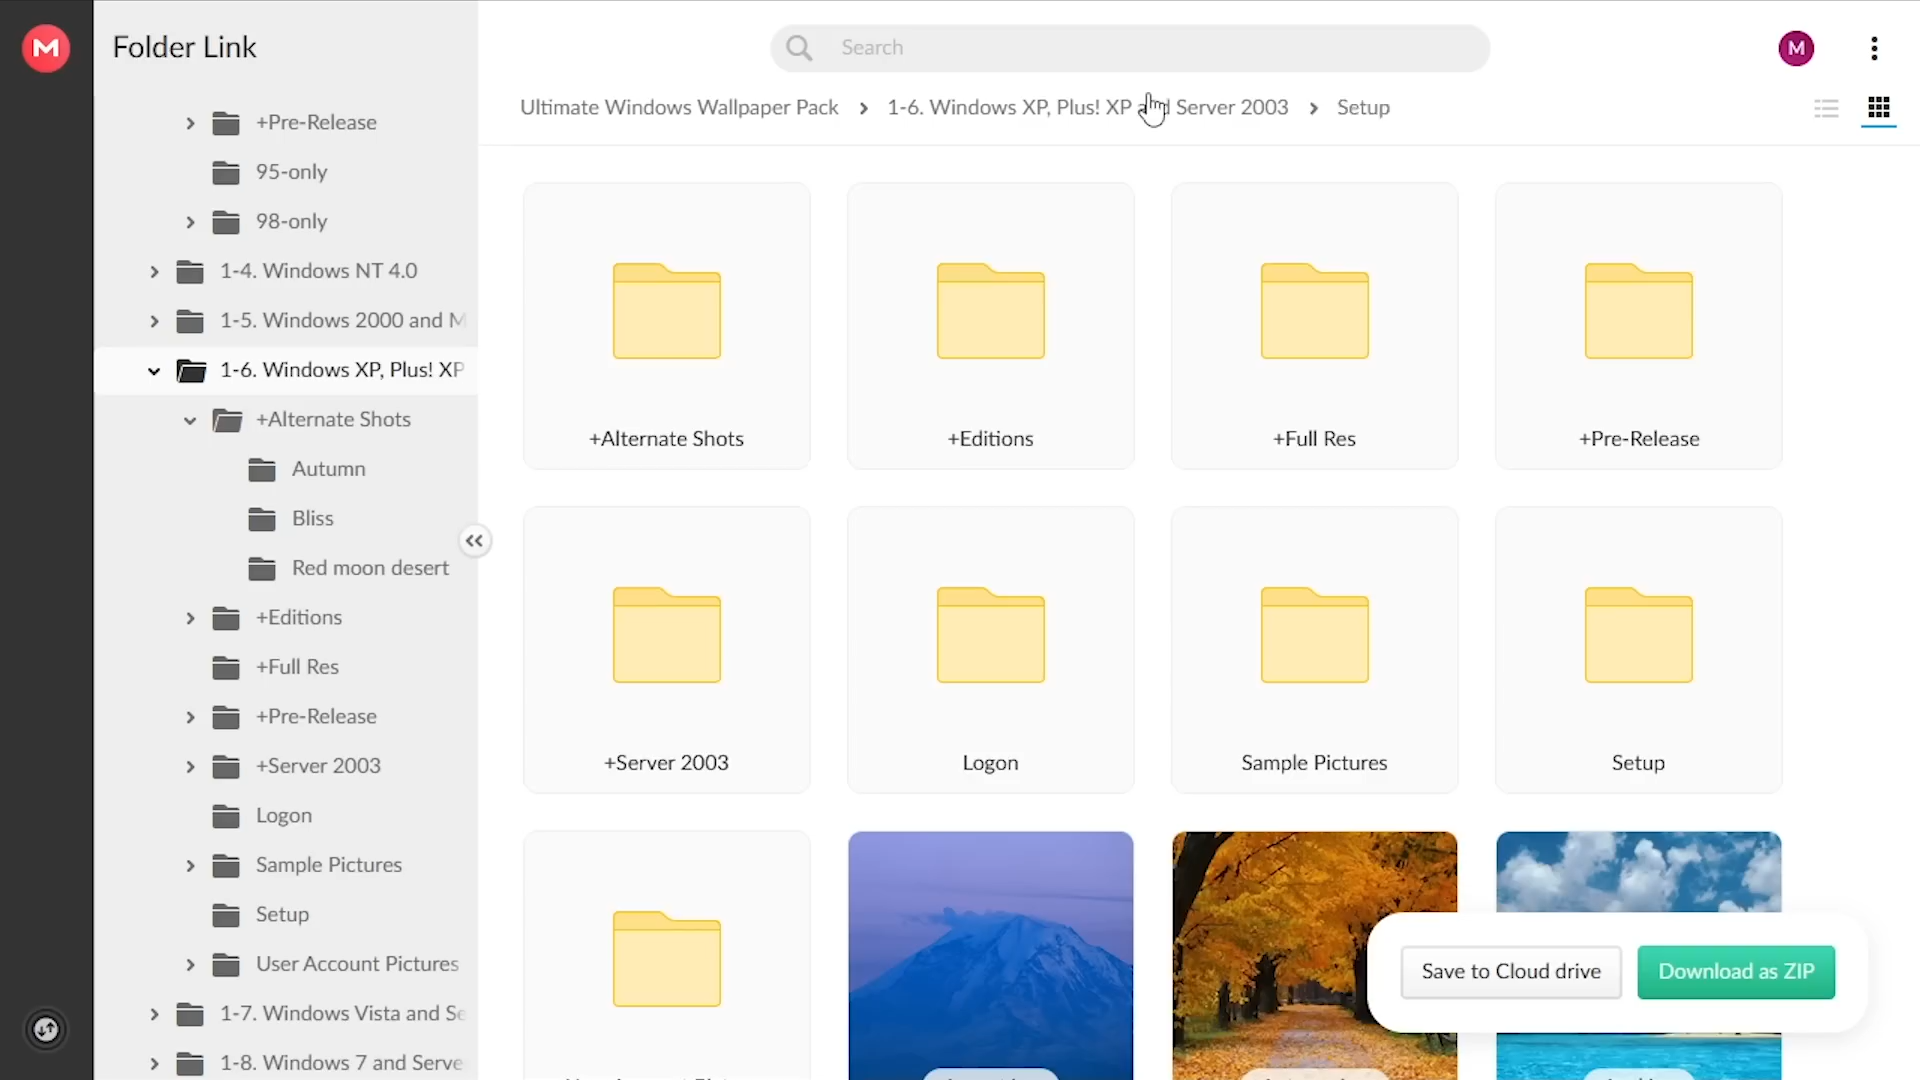 M
Folder Link
Search
M
Ultimate Windows Wallpaper Pack > 1-6. Windows XP, Plus! XP and Server 2003 > Setup
+Pre-Release
95-only
98-only
1-4. Windows NT 4.0
1-5. Windows 2000 and M
1-6. Windows XP, Plus! XP
+Alternate Shots
Autumn
Bliss
Red moon desert
+Editions
+Full Res
+Pre-Release
+Server 2003
Logon
Sample Pictures
Setup
User Account Pictures
1-7. Windows Vista and Se
1-8. Windows 7 and Serve
+Alternate Shots
+Editions
+Full Res
+Pre-Release
+Server 2003
Logon
Sample Pictures
Setup
Save to Cloud drive
Download as ZIP